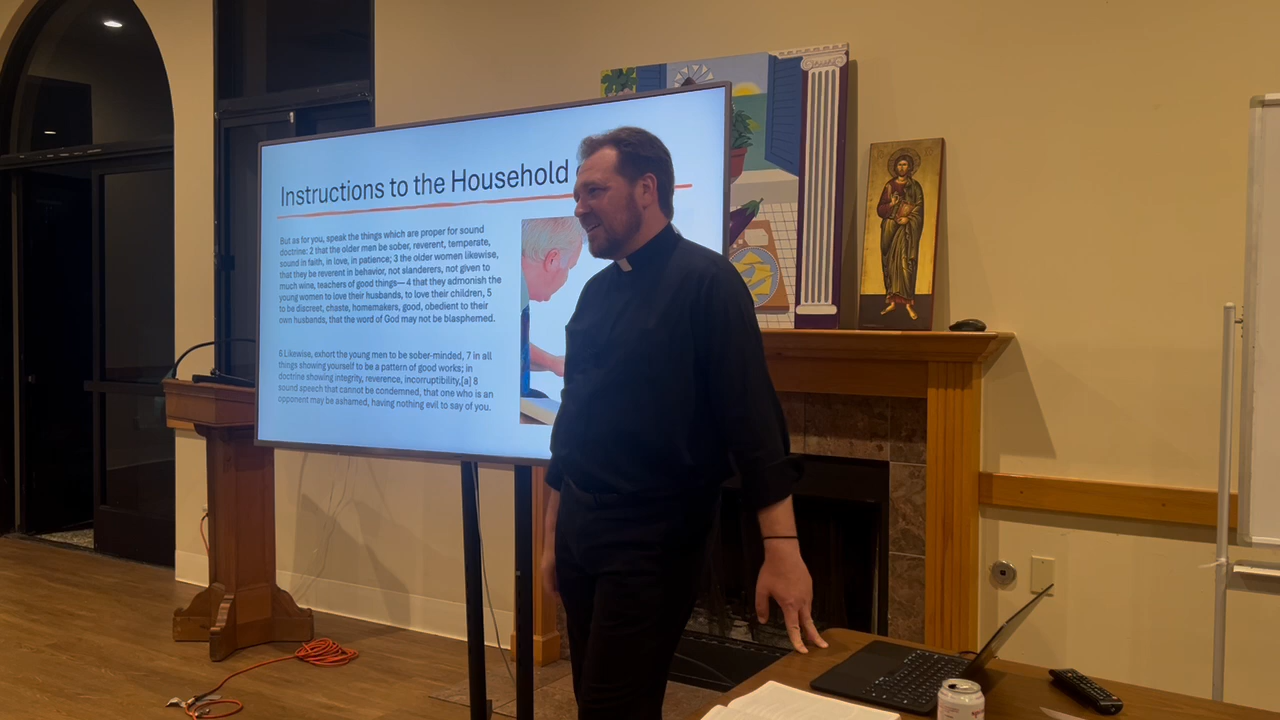 Instructions to the Household
But as for you, speak the things which are proper for sound
doctrine: 2 that the older men be sober, reverent, temperate,
sound in faith, in love, in patience; 3 the older women likewise,
that they be reverent in behavior, not slanderers, not given to
much wine, teachers of good things— 4 that they admonish the
young women to love their husbands, to love their children, 5
to be discreet, chaste, homemakers, good, obedient to their
own husbands, that the word of God may not be blasphemed.
6 Likewise, exhort the young men to be sober-minded, 7 in all
things showing yourself to be a pattern of good works; in
doctrine showing integrity, reverence, incorruptibility,[a] 8
sound speech that cannot be condemned, that one who is an
opponent may be ashamed, having nothing evil to say of you.